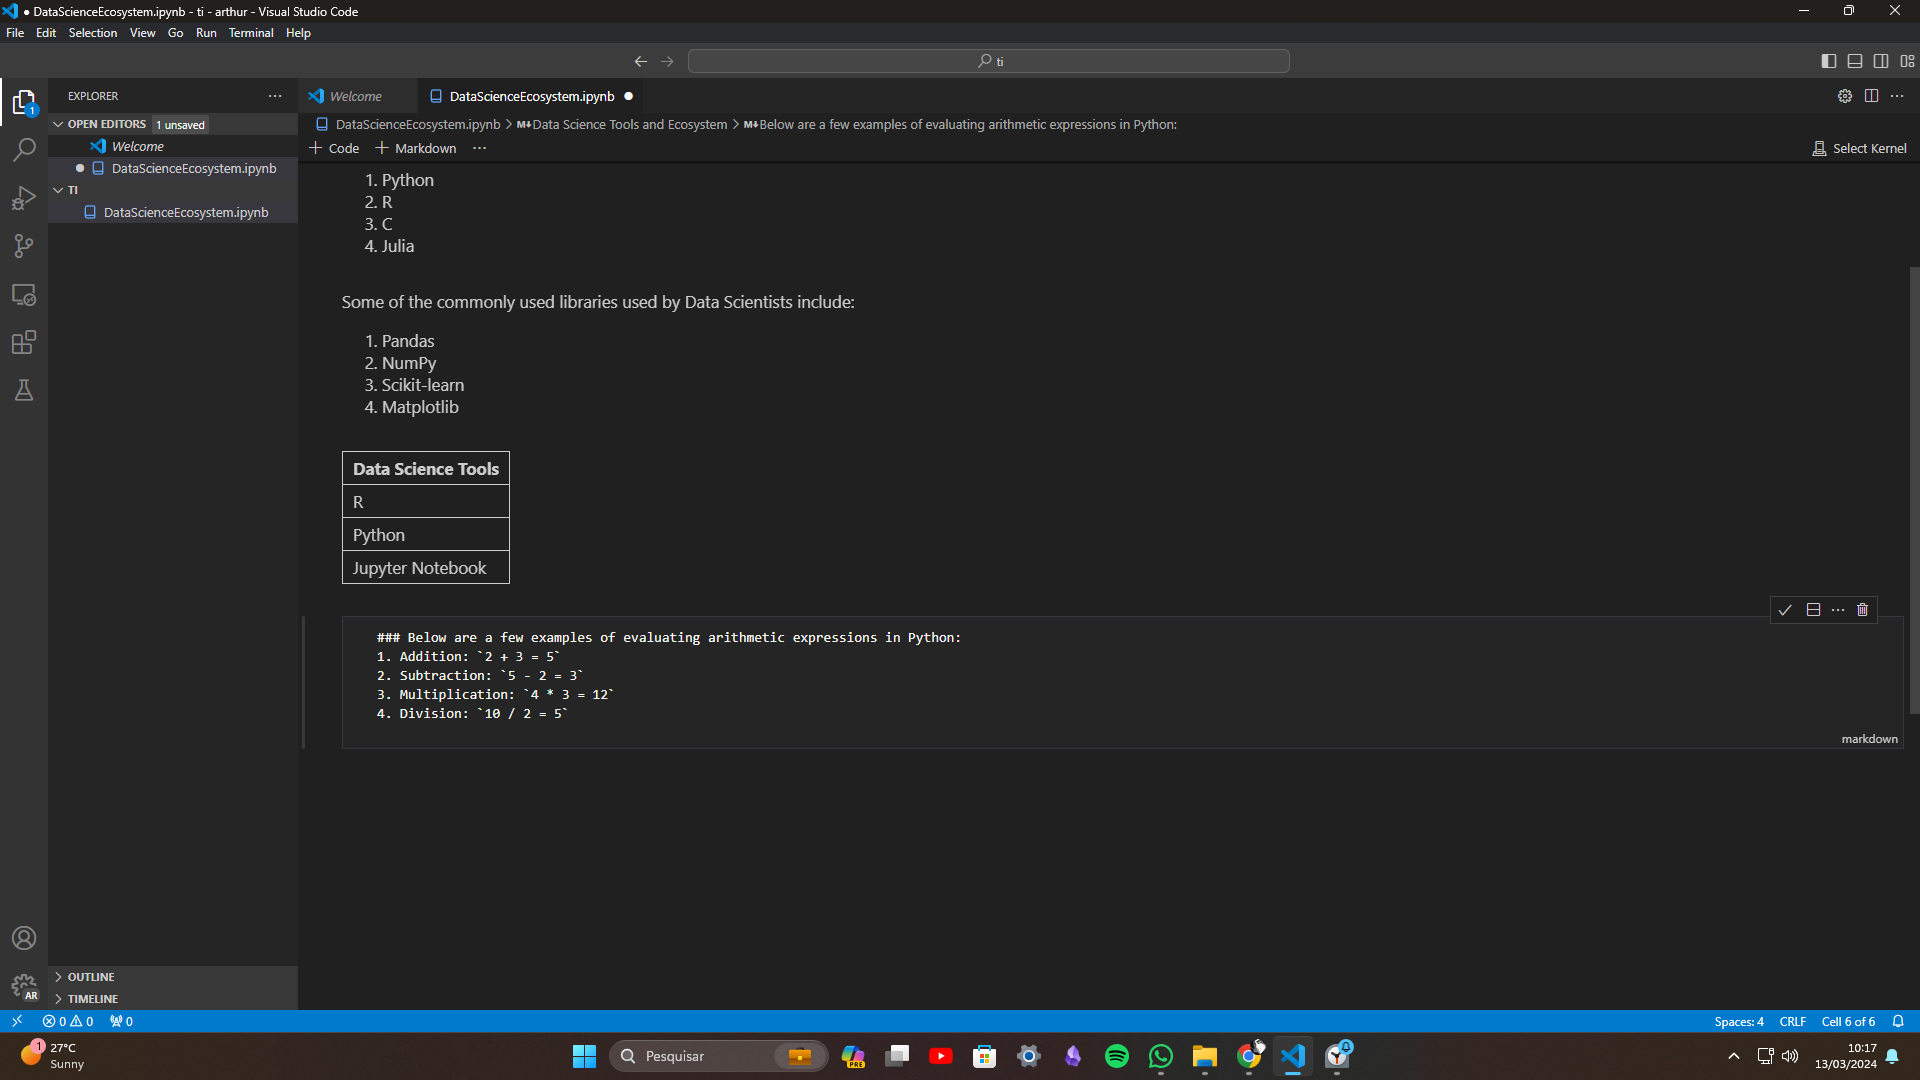 ● DataScienceEcosystem.ipynb - ti - arthur - Visual Studio Code
File Edit Selection View Go Run Terminal Help
ti
EXPLORER
OPEN EDITORS 1 unsaved
Welcome
DataScienceEcosystem.ipynb
TI
DataScienceEcosystem.ipynb
OUTLINE
TIMELINE
1
AR
Welcome
DataScienceEcosystem.ipynb
DataScienceEcosystem.ipynb > M↓Data Science Tools and Ecosystem > M↓Below are a few examples of evaluating arithmetic expressions in Python:
Code Markdown ···
Select Kernel
1. Python
2. R
3. C
4. Julia
Some of the commonly used libraries used by Data Scientists include:
1. Pandas
2. NumPy
3. Scikit-learn
4. Matplotlib
Data Science Tools
R
Python
Jupyter Notebook
### Below are a few examples of evaluating arithmetic expressions in Python:
1. Addition: `2 + 3 = 5`
2. Subtraction: `5 - 2 = 3`
3. Multiplication: `4 * 3 = 12`
4. Division: `10 / 2 = 5`
markdown
0 0 0
Spaces: 4 CRLF Cell 6 of 6
1
27°C
Sunny
Pesquisar
PRE
10:17
13/03/2024